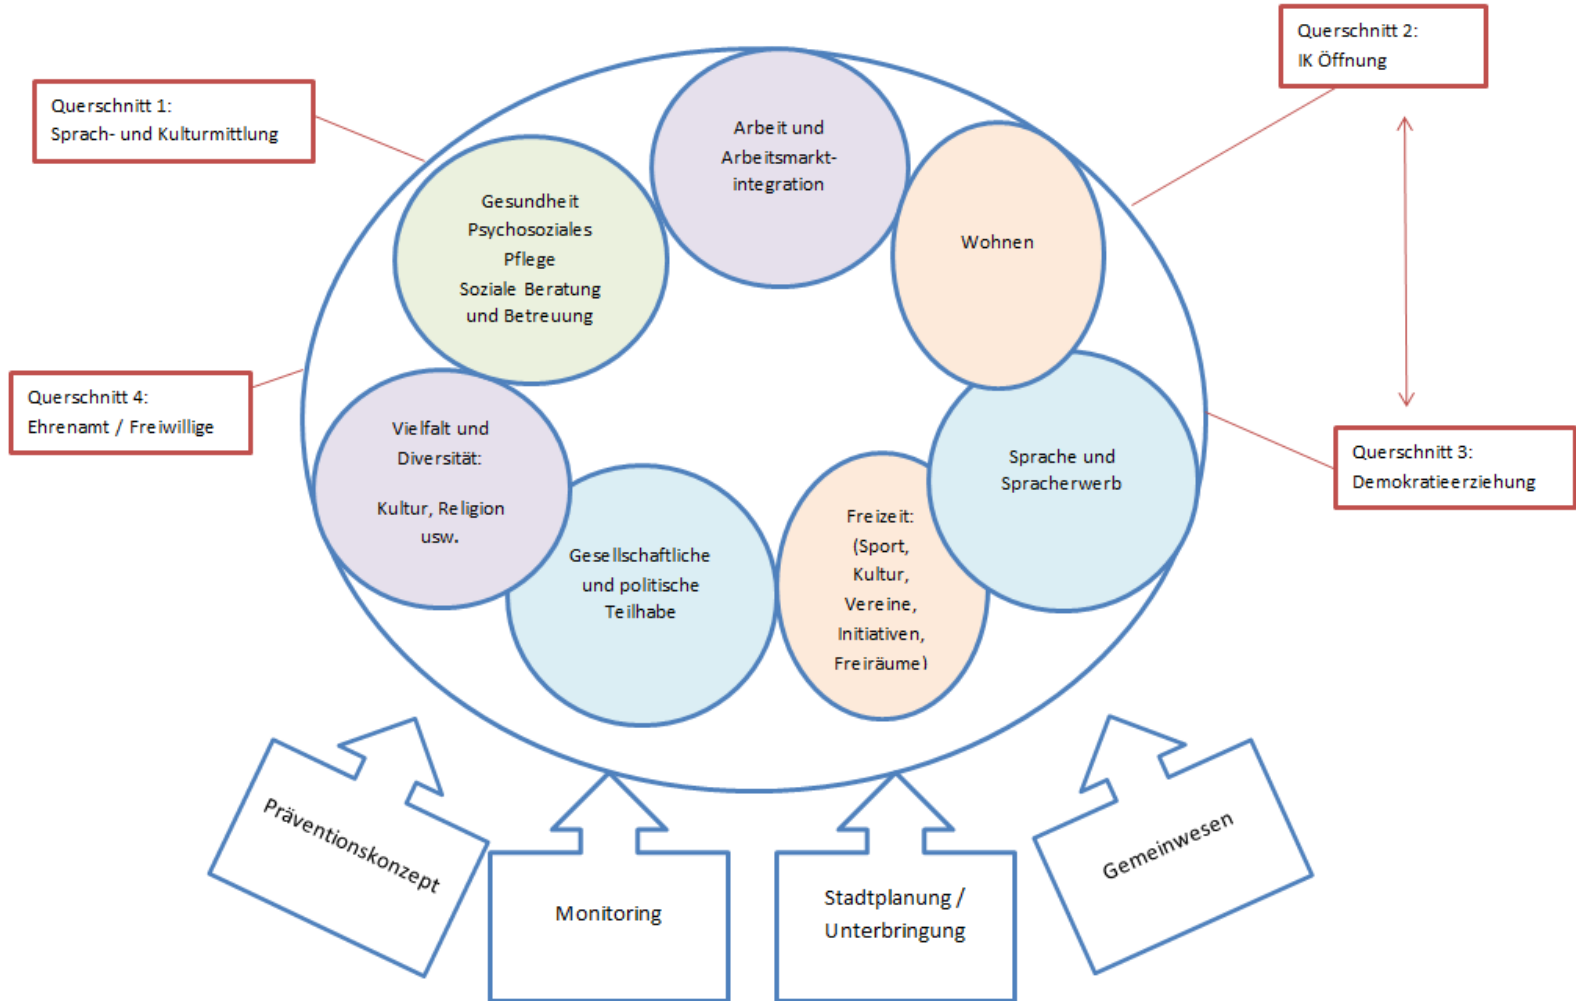 Querschnitt 1:
Sprach- und Kulturmittlung
Querschnitt 2:
IK Öffnung
Arbeit und
Arbeitsmarkt-
integration
Gesundheit
Psychosoziales
Pflege
Soziale Beratung
und Betreuung
Wohnen
Querschnitt 4:
Ehrenamt / Freiwillige
Vielfalt und
Diversität:
Kultur, Religion
usw.
Sprache und
Spracherwerb
Querschnitt 3:
Demokratieerziehung
Gesellschaftliche
und politische
Teilhabe
Freizeit:
(Sport,
Kultur,
Vereine,
Initiativen,
Freiräume)
Präventionskonzept
Monitoring
Stadtplanung /
Unterbringung
Gemeinwesen